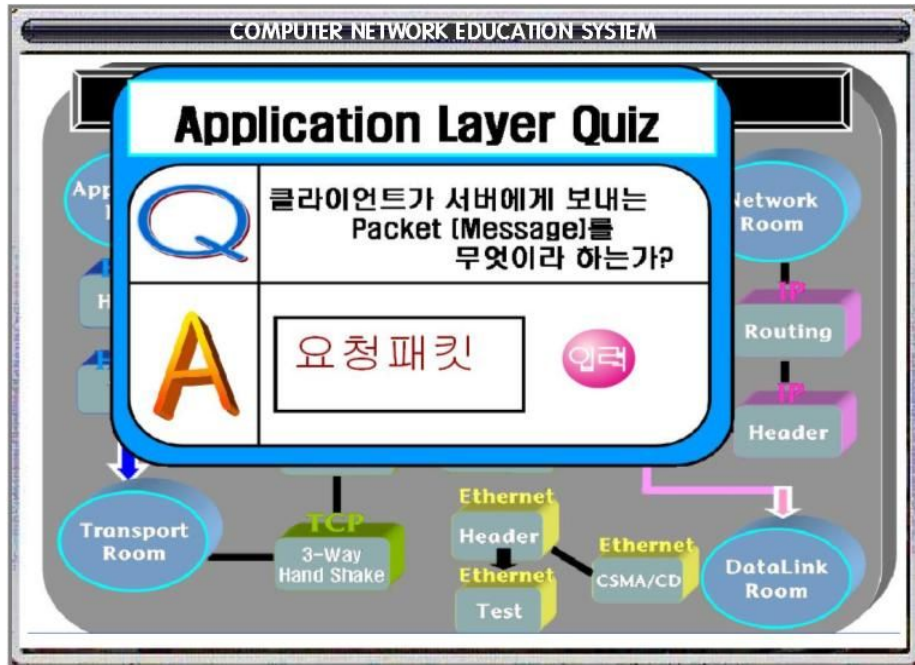 COMPUTER NETWORK EDUCATION SYSTEM
Application Layer Quiz
Q
클라이언트가 서버에게 보내는
Packet [Message]를
무엇이라 하는가?
A
요청패킷
입력
Network
Room
IP
Routing
IP
Header
Transport
Room
TCP
3-Way
Hand Shake
Ethernet
Header
Ethernet
Test
Ethernet
CSMA/CD
DataLink
Room